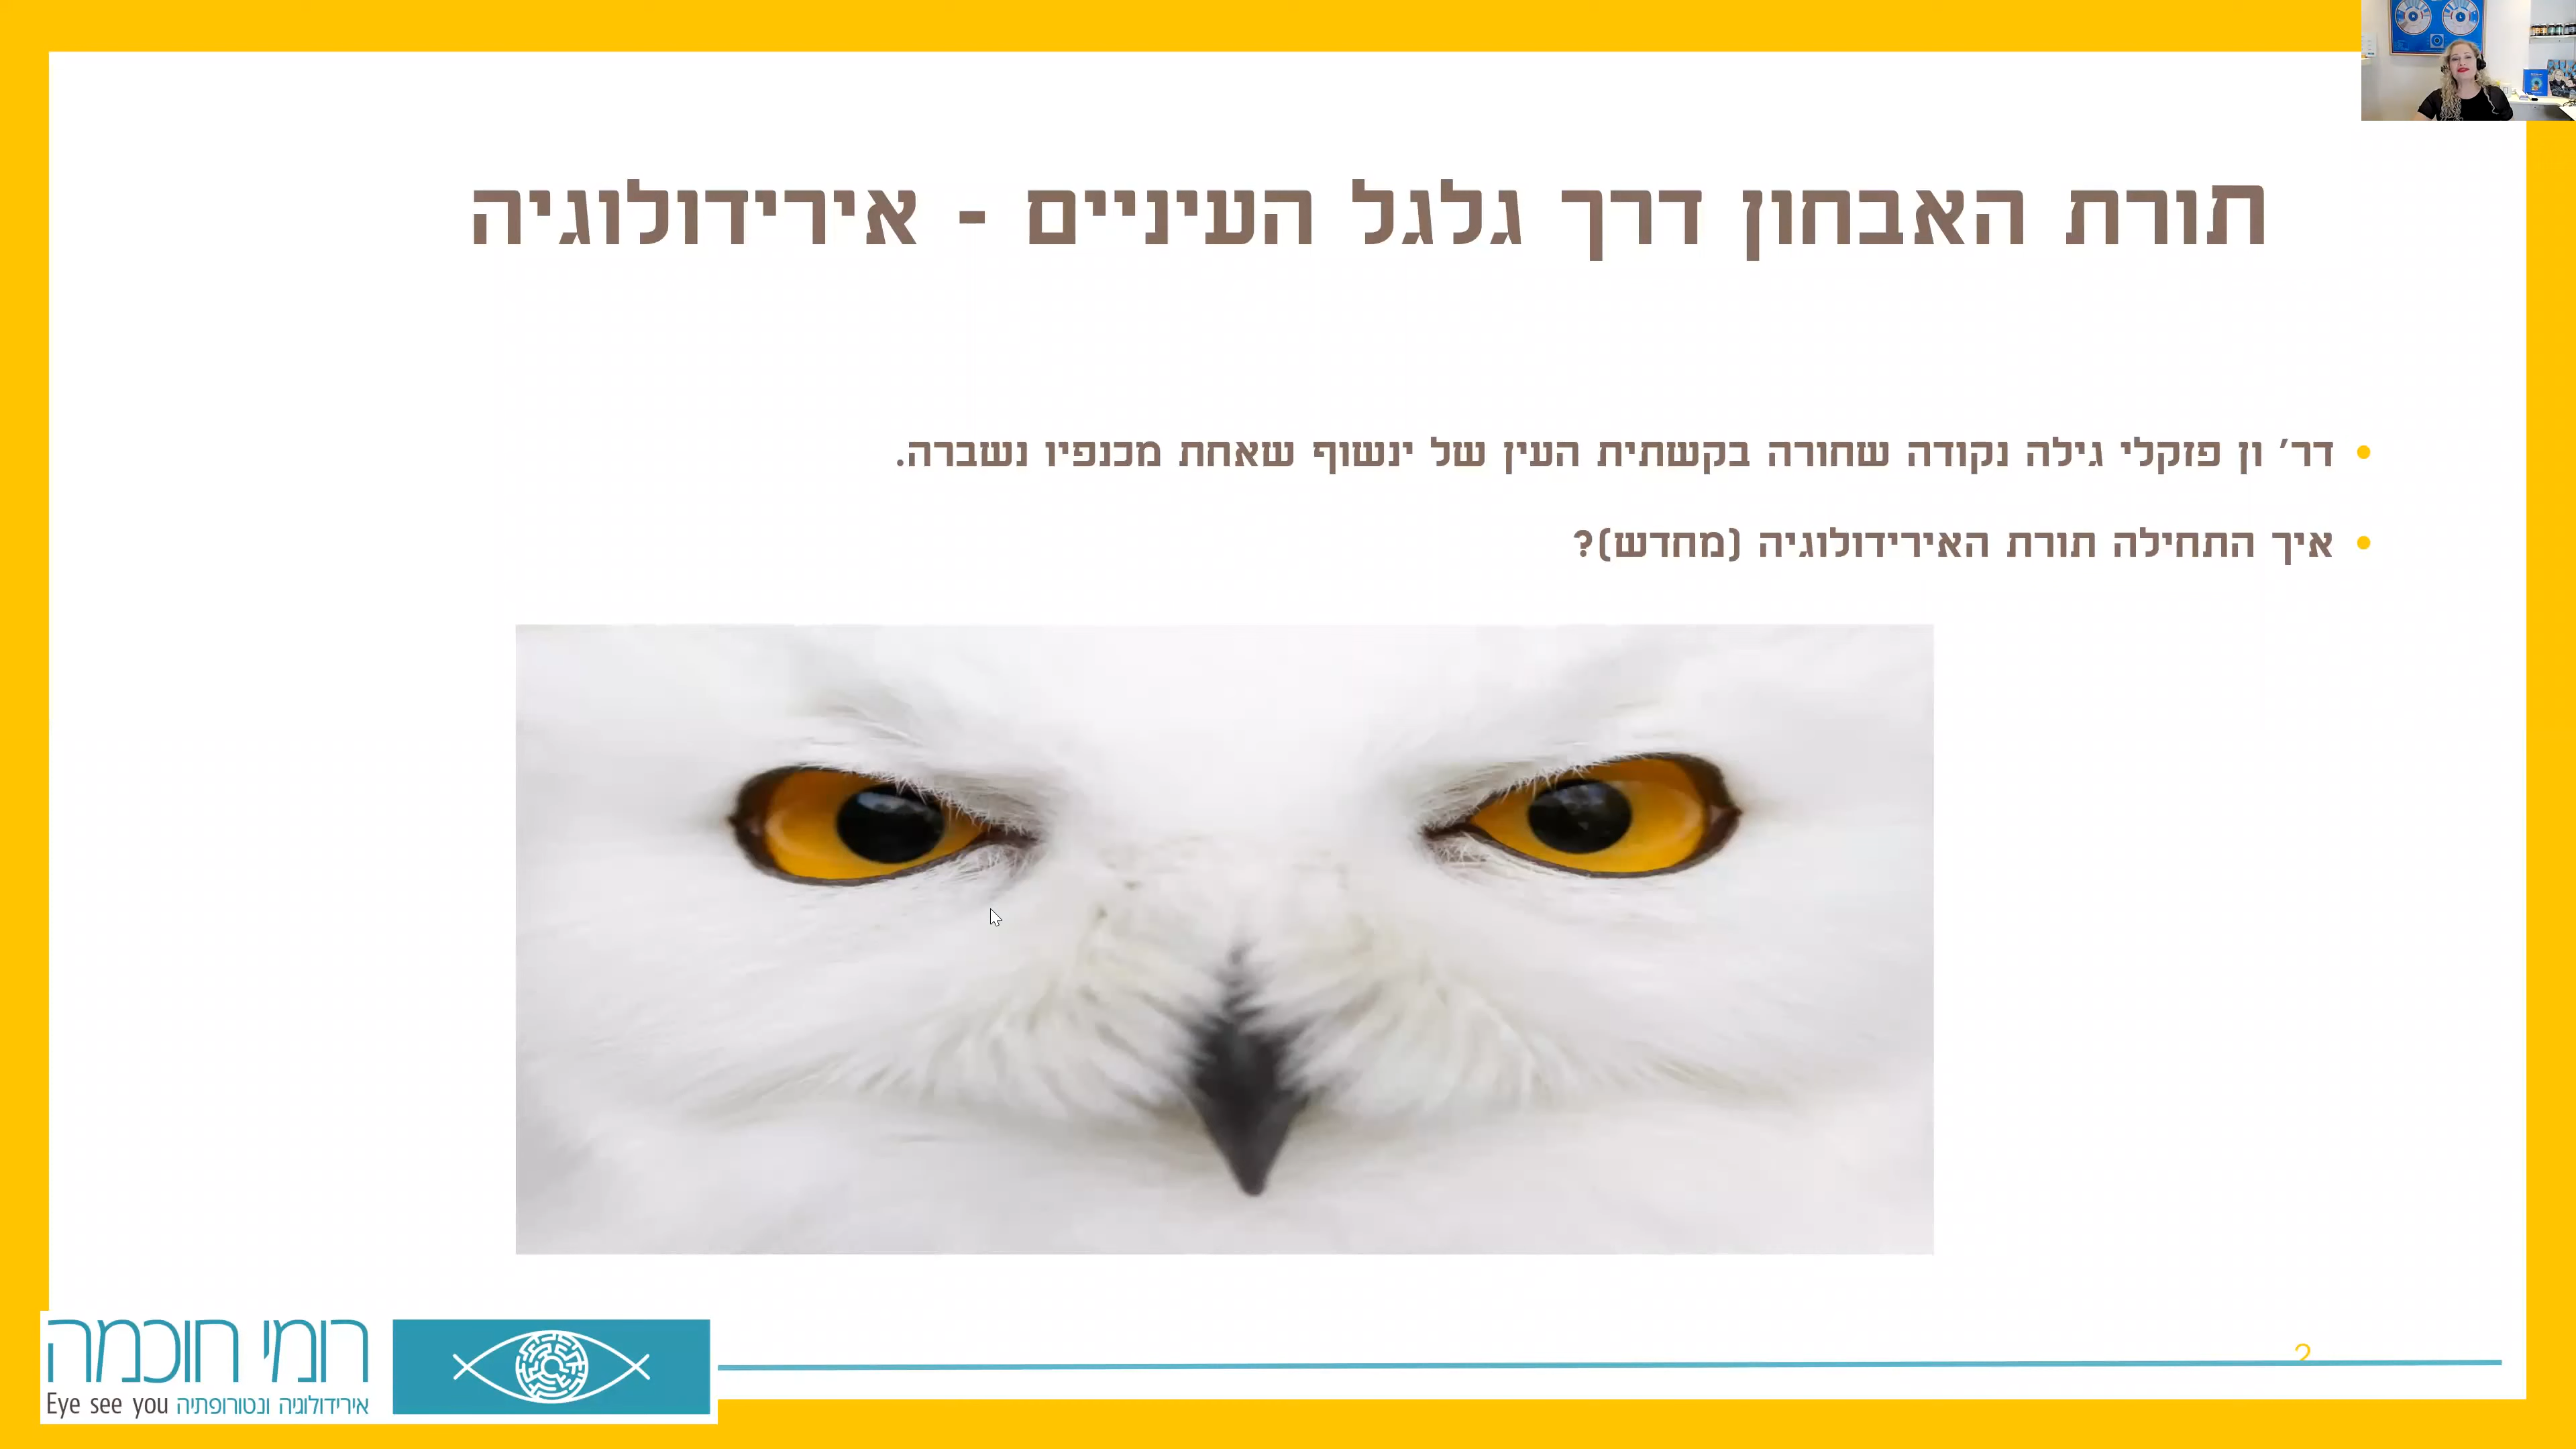 תורת האבחון דרך גלגל העיניים - אירידולוגיה
• דר' ון פזקלי גילה נקודה שחורה בקשתית העין של ינשוף שאחת מכנפיו נשברה.
• איך התחילה תורת האירידולוגיה (מחדש)?
רומי חוכמה
אירידולוגיה ונטורופתיה Eye see you
2